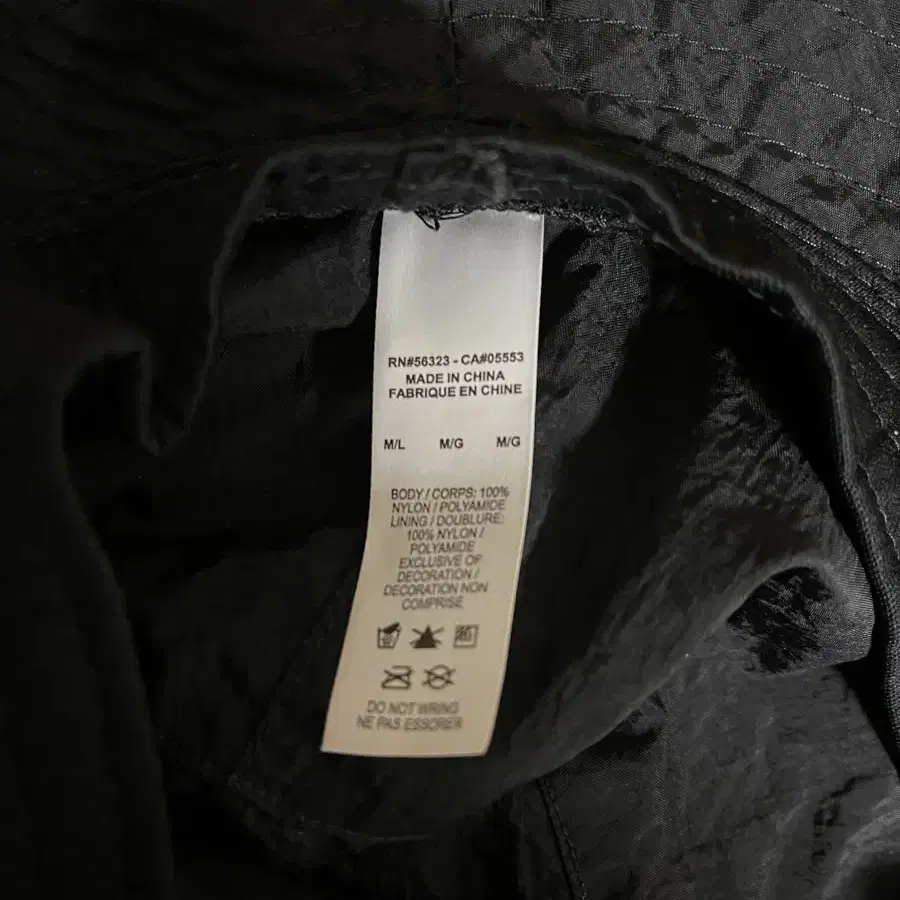 RN#56323 - CA#05553
MADE IN CHINA
FABRIQUE EN CHINE
M/L M/G M/G
BODY / CORPS: 100%
NYLON / POLYAMIDE
LINING / DOUBLURE:
100% NYLON /
POLYAMIDE
EXCLUSIVE OF
DECORATION /
DECORATION NON
COMPRISE
DO NOT WRING
NE PAS ESSORER